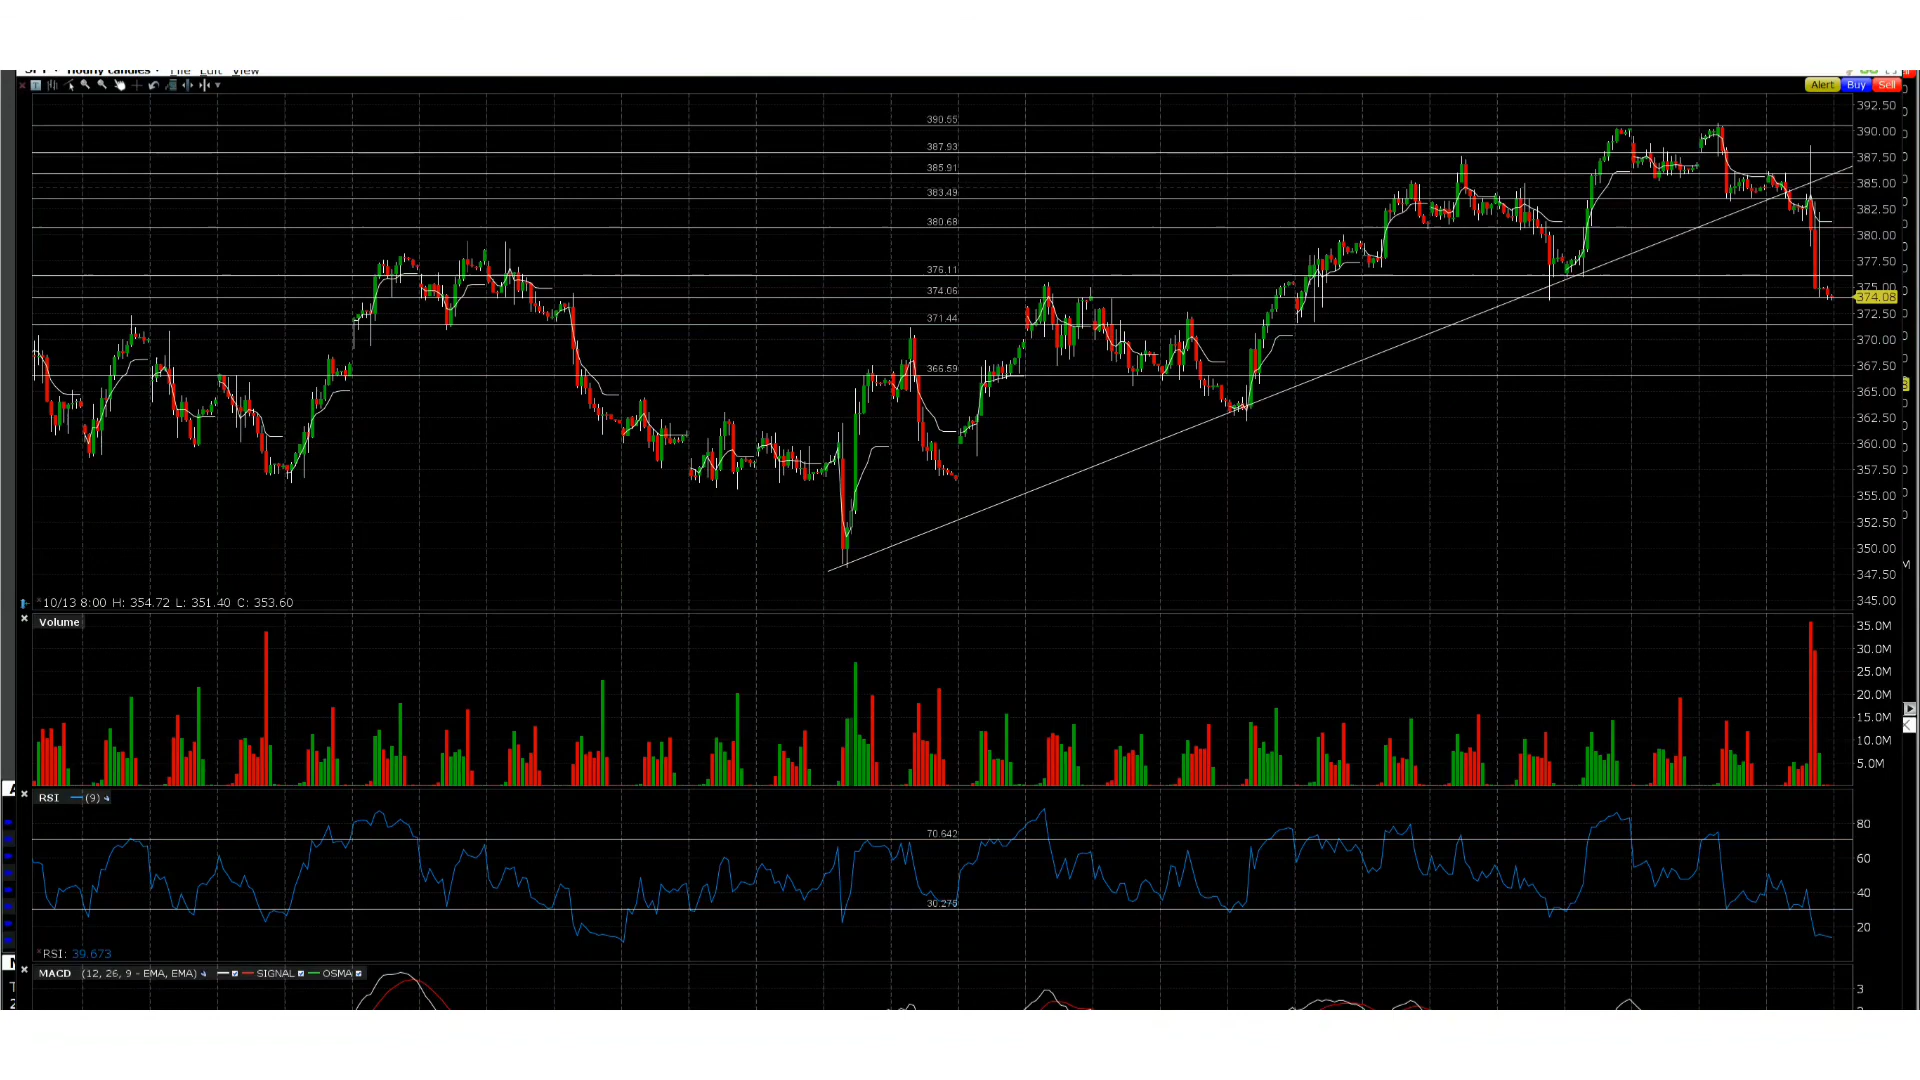 Hourly candles File Edit View
Alert Buy Sell
392.50
390.55
390.00
387.93
387.50
385.91
385.00
383.49
382.50
380.68
380.00
377.50
376.11
375.00
374.06
374.08
372.50
371.44
370.00
367.50
366.59
365.00
362.50
360.00
357.50
355.00
352.50
350.00
347.50
345.00
10/13 8:00 H: 354.72 L: 351.40 C: 353.60
Volume
35.0M
30.0M
25.0M
20.0M
15.0M
10.0M
5.0M
RSI (9)
80
70.642
60
40
30.275
20
RSI: 39.673
MACD (12, 26, 9 - EMA, EMA) SIGNAL OSMA
3